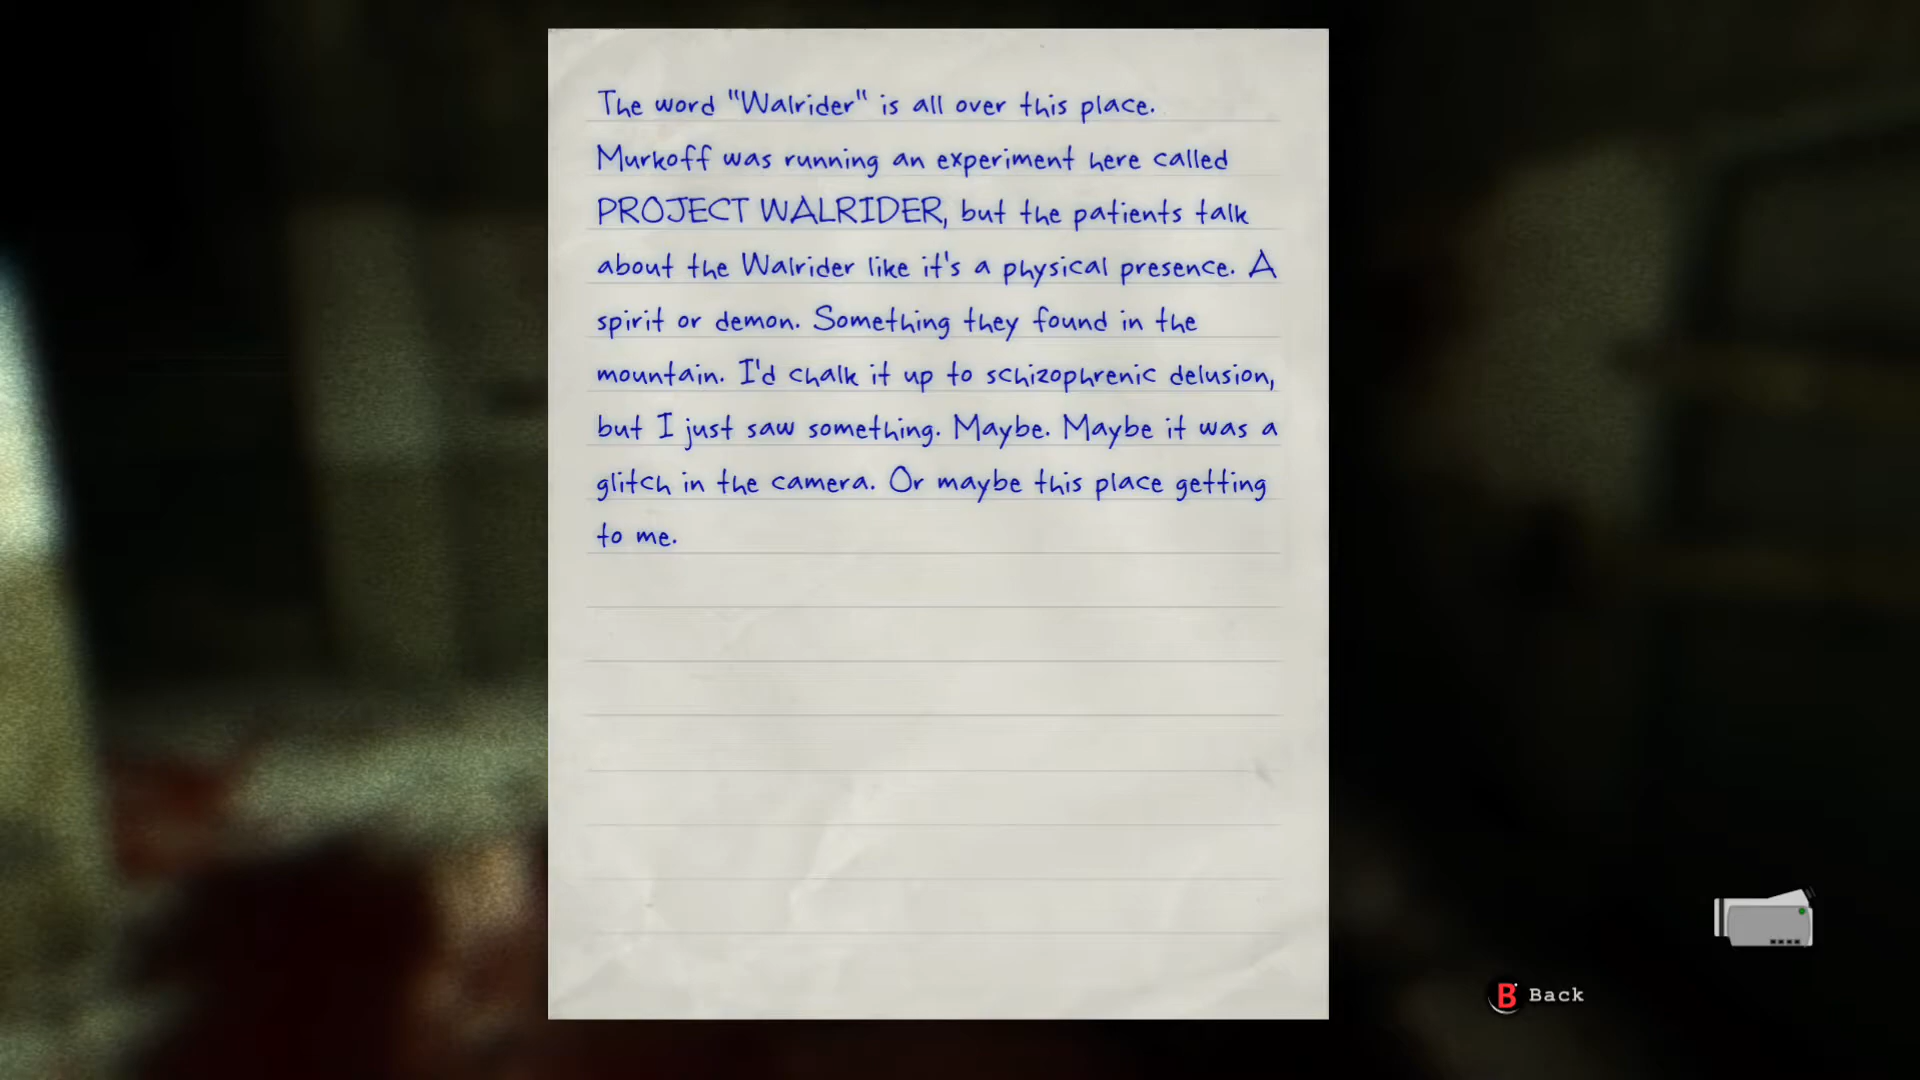 The word "Walrider" is all over this place.
Murkoff was running an experiment here called
PROJECT WALRIDER, but the patients talk
about the Walrider like it's a physical presence. A
spirit or demon. Something they found in the
mountain. I'd chalk it up to schizophrenic delusion,
but I just saw something. Maybe. Maybe it was a
glitch in the camera. Or maybe this place getting
to me.
B Back